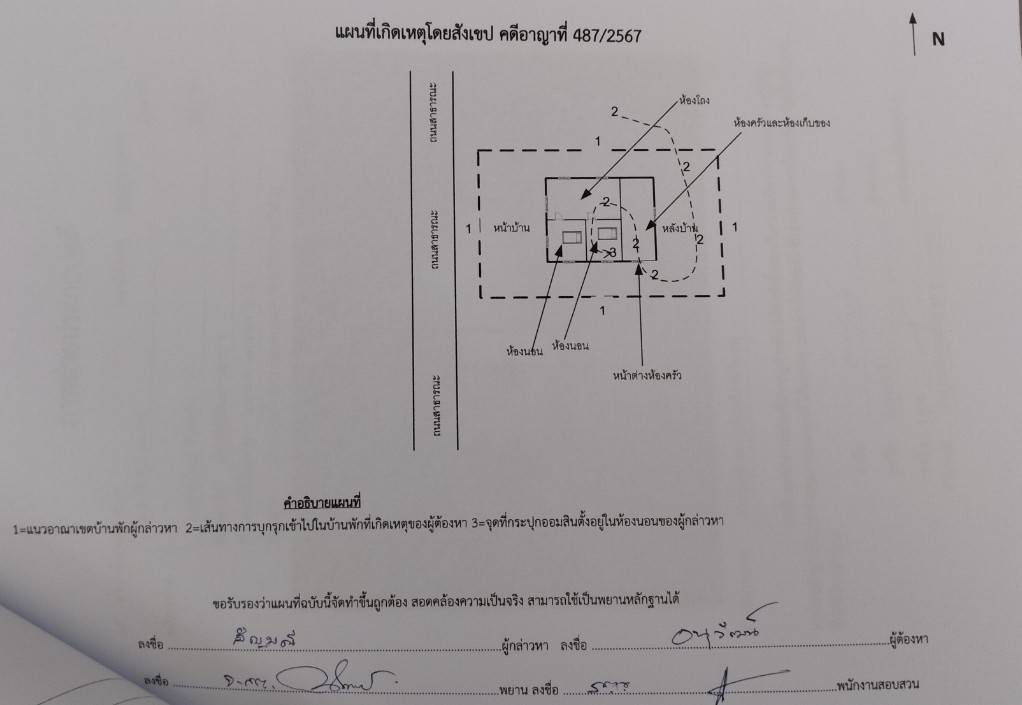 แผนที่เกิดเหตุโดยสังเขป คดีอาญาที่ 487/2567
N
ถนนสาธารณะ
ถนนสาธารณะ
ถนนสาธารณะ
ห้องโถง
2
ห้องครัวและห้องเก็บของ
1
2
2
1
หน้าบ้าน
หลังบ้าน
1
2
2
3
2
1
ห้องนอน
ห้องนอน
หน้าต่างห้องครัว
คำอธิบายแผนที่
1=แนวอาณาเขตบ้านพักผู้กล่าวหา 2=เส้นทางการบุกรุกเข้าไปในบ้านพักที่เกิดเหตุของผู้ต้องหา 3=จุดที่กระปุกออมสินตั้งอยู่ในห้องนอนของผู้กล่าวหา
ขอรับรองว่าแผนที่ฉบับนี้จัดทำขึ้นถูกต้อง สอดคล้องความเป็นจริง สามารถใช้เป็นพยานหลักฐานได้
ลงชื่อ ผู้กล่าวหา ลงชื่อ อนุวัฒน์ ผู้ต้องหา
ลงชื่อ พยาน ลงชื่อ พนักงานสอบสวน